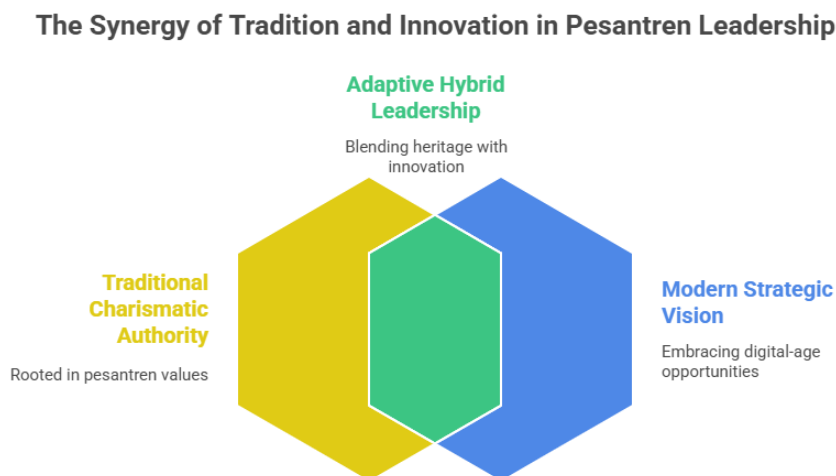 The Synergy of Tradition and Innovation in Pesantren Leadership
Adaptive Hybrid
Leadership
Blending heritage with
innovation
Traditional
Charismatic
Authority
Rooted in pesantren values
Modern Strategic
Vision
Embracing digital-age
opportunities